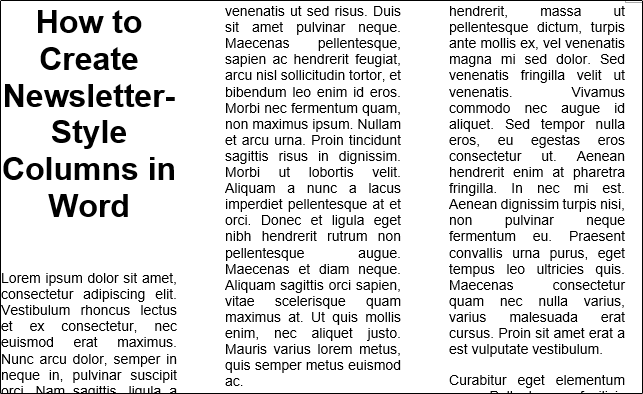 How to
Create
Newsletter-
Style
Columns in
Word
Lorem ipsum dolor sit amet,
consectetur adipiscing elit.
Vestibulum rhoncus lectus
et ex consectetur, nec
euismod erat maximus.
Nunc arcu dolor, semper in
neque in, pulvinar suscipit
orci. Nam sagittis, ligula a
venenatis ut sed risus. Duis
sit amet pulvinar neque.
Maecenas pellentesque,
sapien ac hendrerit feugiat,
arcu nisl sollicitudin tortor, et
bibendum leo enim id eros.
Morbi nec fermentum quam,
non maximus ipsum. Nullam
et arcu urna. Proin tincidunt
sagittis risus in dignissim.
Morbi ut lobortis velit.
Aliquam a nunc a lacus
imperdiet pellentesque at et
orci. Donec et ligula eget
nibh hendrerit rutrum non
pellentesque augue.
Maecenas et diam neque.
Aliquam sagittis orci sapien,
vitae scelerisque quam
maximus at. Ut quis mollis
enim, nec aliquet justo.
Mauris varius lorem metus,
quis semper metus euismod
ac.
hendrerit, massa ut
pellentesque dictum, turpis
ante mollis ex, vel venenatis
magna mi sed dolor. Sed
venenatis fringilla velit ut
venenatis. Vivamus
commodo nec augue id
aliquet. Sed tempor nulla
eros, eu egestas eros
consectetur ut. Aenean
hendrerit enim at pharetra
fringilla. In nec mi est.
Aenean dignissim turpis nisi,
non pulvinar neque
fermentum eu. Praesent
convallis urna purus, eget
tempus leo ultricies quis.
Maecenas consectetur
quam nec nulla varius,
varius malesuada erat
cursus. Proin sit amet erat a
est vulputate vestibulum.
Curabitur eget elementum